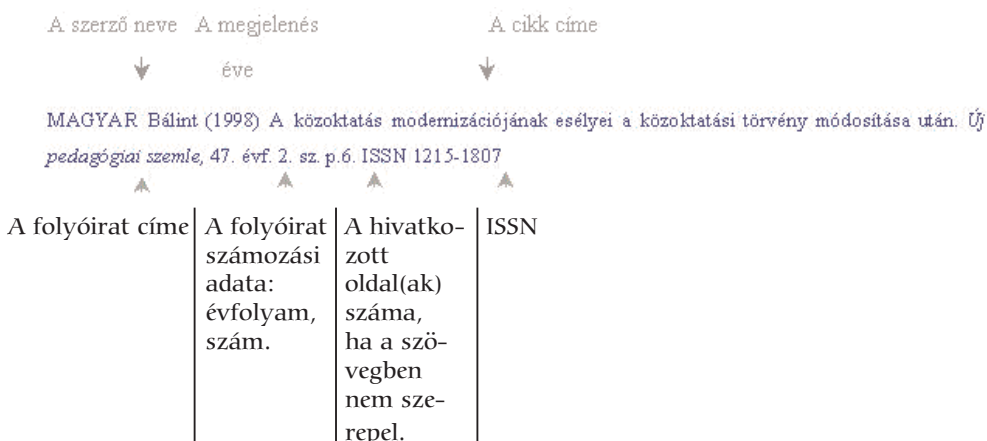 A szerző neve A megjelenés éve A cikk címe
MAGYAR Bálint (1998) A közoktatás modernizációjának esélyei a közoktatási törvény módosítása után. Új
pedagógiai szemle, 47. évf. 2. sz. p.6. ISSN 1215-1807
A folyóirat címe
A folyóirat
számozási
adata:
évfolyam,
szám.
A hivatko-
zott
oldal(ak)
száma,
ha a szö-
vegben
nem sze-
repel.
ISSN